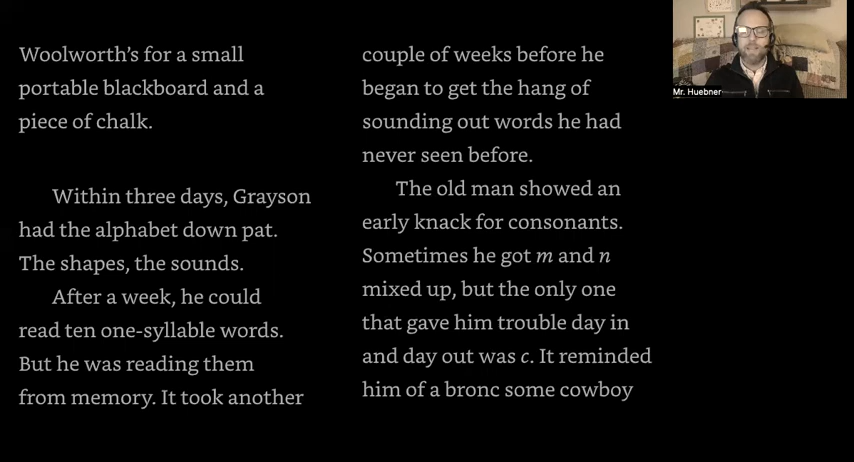 Woolworth's for a small
portable blackboard and a
piece of chalk.
Within three days, Grayson
had the alphabet down pat.
The shapes, the sounds.
After a week, he could
read ten one-syllable words.
But he was reading them
from memory. It took another
couple of weeks before he
began to get the hang of
sounding out words he had
never seen before.
The old man showed an
early knack for consonants.
Sometimes he got m and n
mixed up, but the only one
that gave him trouble day in
and day out was c. It reminded
him of a bronc some cowboy
Mr. Huebner